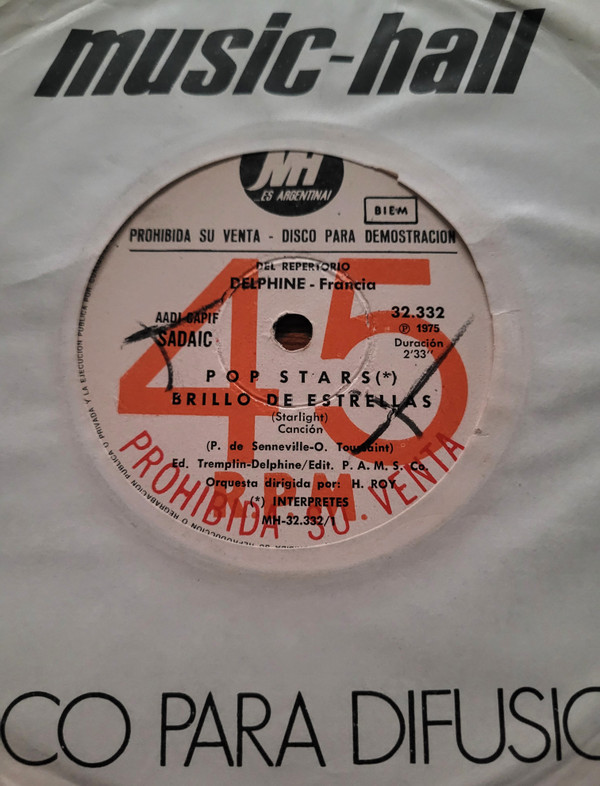 music-hall
MH
...ES ARGENTINA!
BIEM
PROHIBIDA SU VENTA - DISCO PARA DEMOSTRACION
DEL REPERTORIO
DELPHINE - Francia
45
AADI-CAPIF
SADAIC
32.332
Ⓟ 1975
Duración
2'33"
POP STARS(*)
BRILLO DE ESTRELLAS
(Starlight)
Canción
(P. de Senneville-O. Toussaint)
Ed. Tremplin-Delphine/Edit. P. A. M. S. Co.
Orquesta dirigida por: H. ROY
R.P.M.
(*) INTERPRETES
MH-32.332/1
PROHIBIDA SU VENTA
CO PARA DIFUSIO